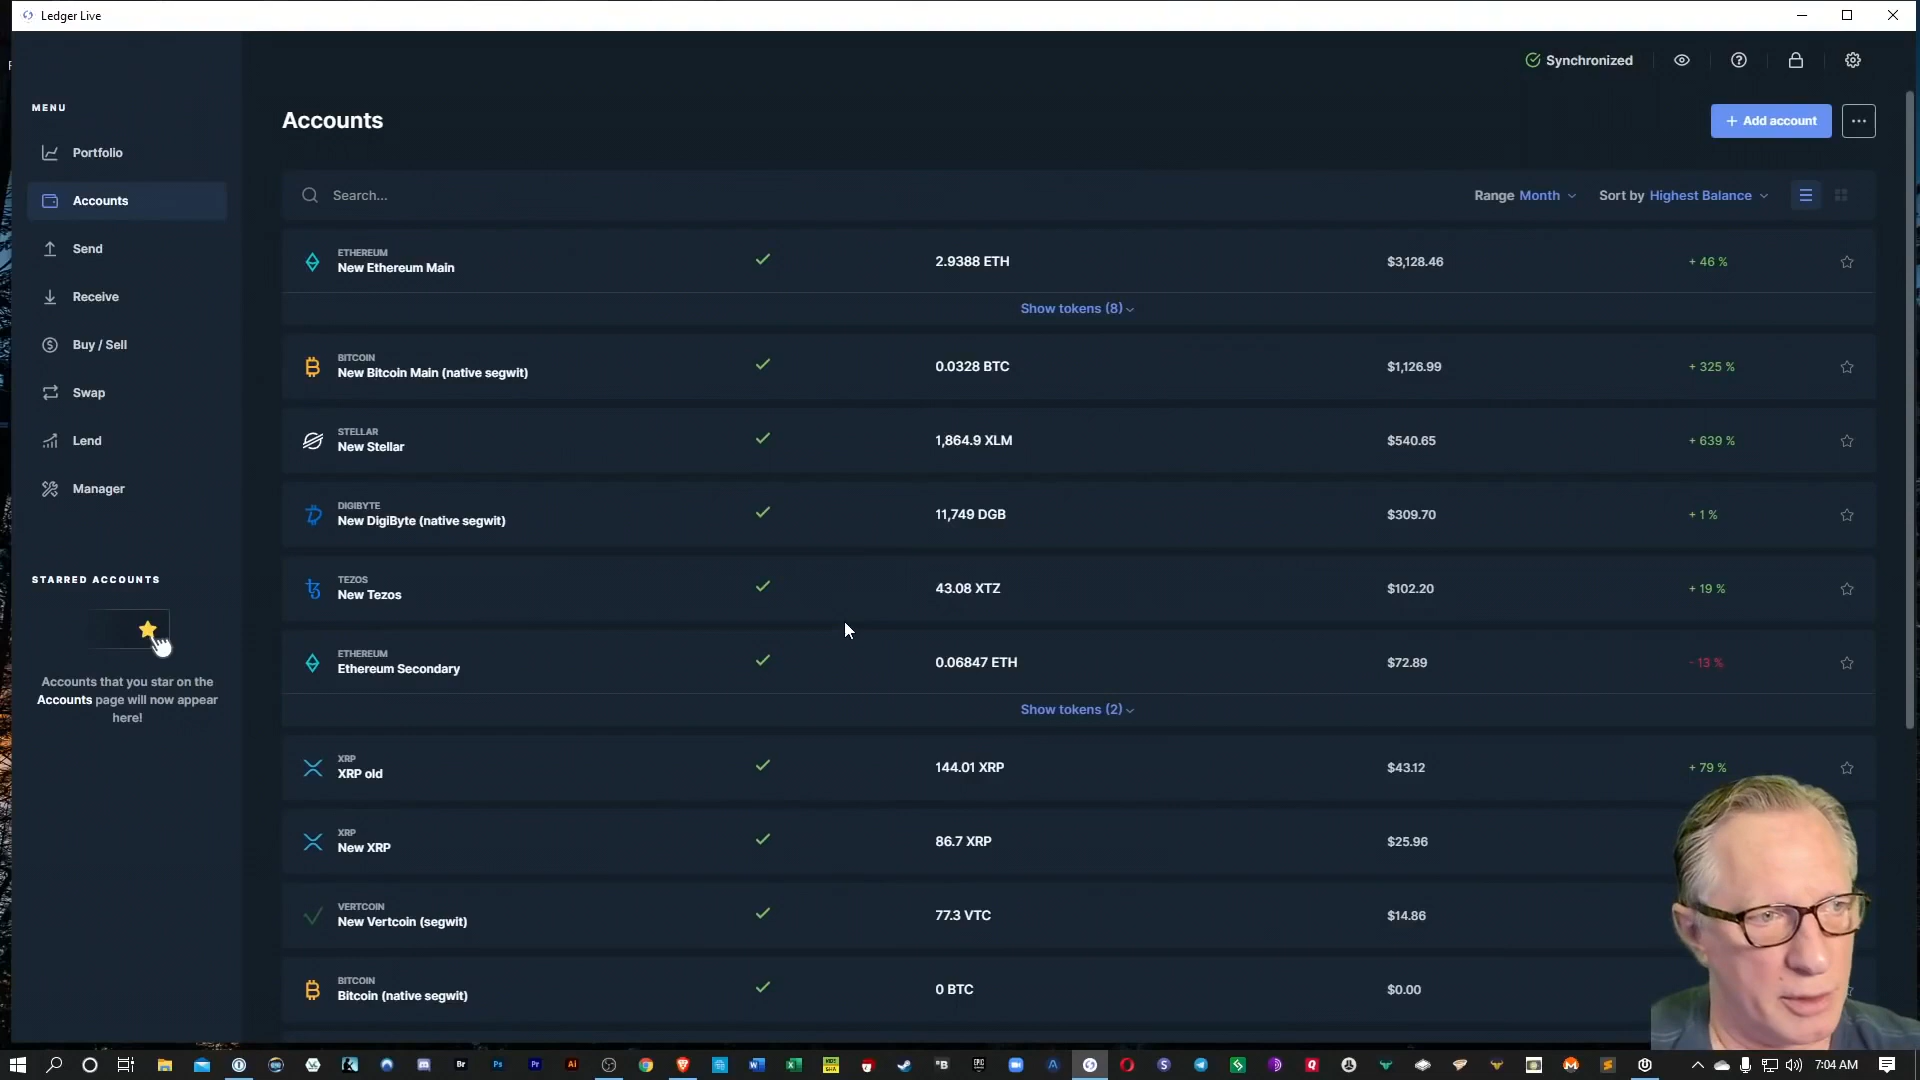 Ledger Live
Synchronized
MENU
Portfolio
Accounts
Send
Receive
Buy / Sell
Swap
Lend
Manager
STARRED ACCOUNTS
Accounts that you star on the
Accounts page will now appear
here!
Accounts
+ Add account
Search...
Range Month
Sort by Highest Balance
ETHEREUM
New Ethereum Main
2.9388 ETH
$3,128.46
+ 46 %
Show tokens (8)
BITCOIN
New Bitcoin Main (native segwit)
0.0328 BTC
$1,126.99
+ 325 %
STELLAR
New Stellar
1,864.9 XLM
$540.65
+ 639 %
DIGIBYTE
New DigiByte (native segwit)
11,749 DGB
$309.70
+ 1 %
TEZOS
New Tezos
43.08 XTZ
$102.20
+ 19 %
ETHEREUM
Ethereum Secondary
0.06847 ETH
$72.89
- 13 %
Show tokens (2)
XRP
XRP old
144.01 XRP
$43.12
+ 79 %
XRP
New XRP
86.7 XRP
$25.96
VERTCOIN
New Vertcoin (segwit)
77.3 VTC
$14.86
BITCOIN
Bitcoin (native segwit)
0 BTC
$0.00
Br
Ps
Pr
Ai
7:04 AM